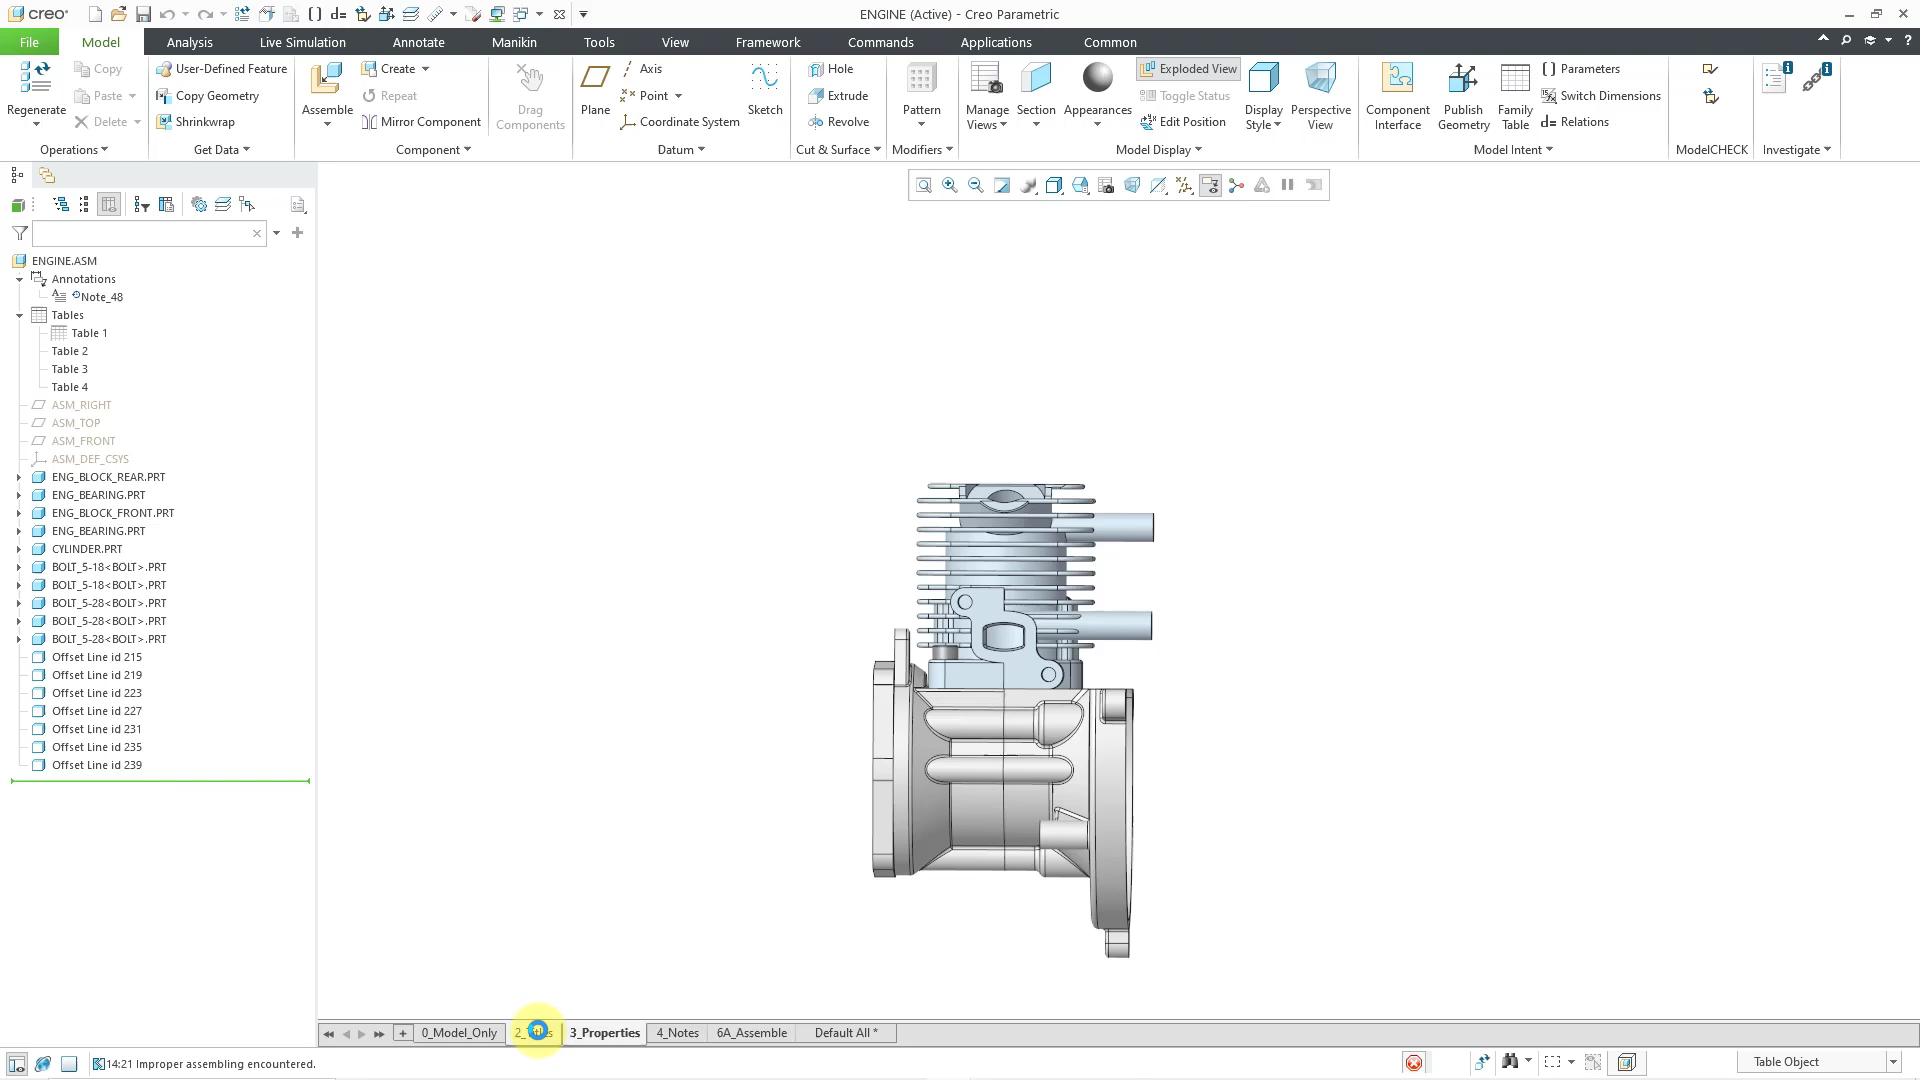 creo
ENGINE (Active) - Creo Parametric
File
Model
Analysis
Live Simulation
Annotate
Manikin
Tools
View
Framework
Commands
Applications
Common
Regenerate
Copy
Paste
Delete
Operations
User-Defined Feature
Copy Geometry
Shrinkwrap
Get Data
Assemble
Create
Repeat
Mirror Component
Component
Drag
Components
Plane
Axis
Point
Coordinate System
Sketch
Datum
Hole
Extrude
Revolve
Cut & Surface
Pattern
Modifiers
Manage
Views
Section
Appearances
Exploded View
Toggle Status
Edit Position
Display
Style
Perspective
View
Model Display
Component
Interface
Publish
Geometry
Family
Table
Parameters
Switch Dimensions
Relations
Model Intent
ModelCHECK
Investigate
ENGINE.ASM
Annotations
Note_48
Tables
Table 1
Table 2
Table 3
Table 4
ASM_RIGHT
ASM_TOP
ASM_FRONT
ASM_DEF_CSYS
ENG_BLOCK_REAR.PRT
ENG_BEARING.PRT
ENG_BLOCK_FRONT.PRT
ENG_BEARING.PRT
CYLINDER.PRT
BOLT_5-18<BOLT>.PRT
BOLT_5-18<BOLT>.PRT
BOLT_5-28<BOLT>.PRT
BOLT_5-28<BOLT>.PRT
BOLT_5-28<BOLT>.PRT
Offset Line id 215
Offset Line id 219
Offset Line id 223
Offset Line id 227
Offset Line id 231
Offset Line id 235
Offset Line id 239
0_Model_Only
3_Properties
4_Notes
6A_Assemble
Default All *
14:21 Improper assembling encountered.
Table Object